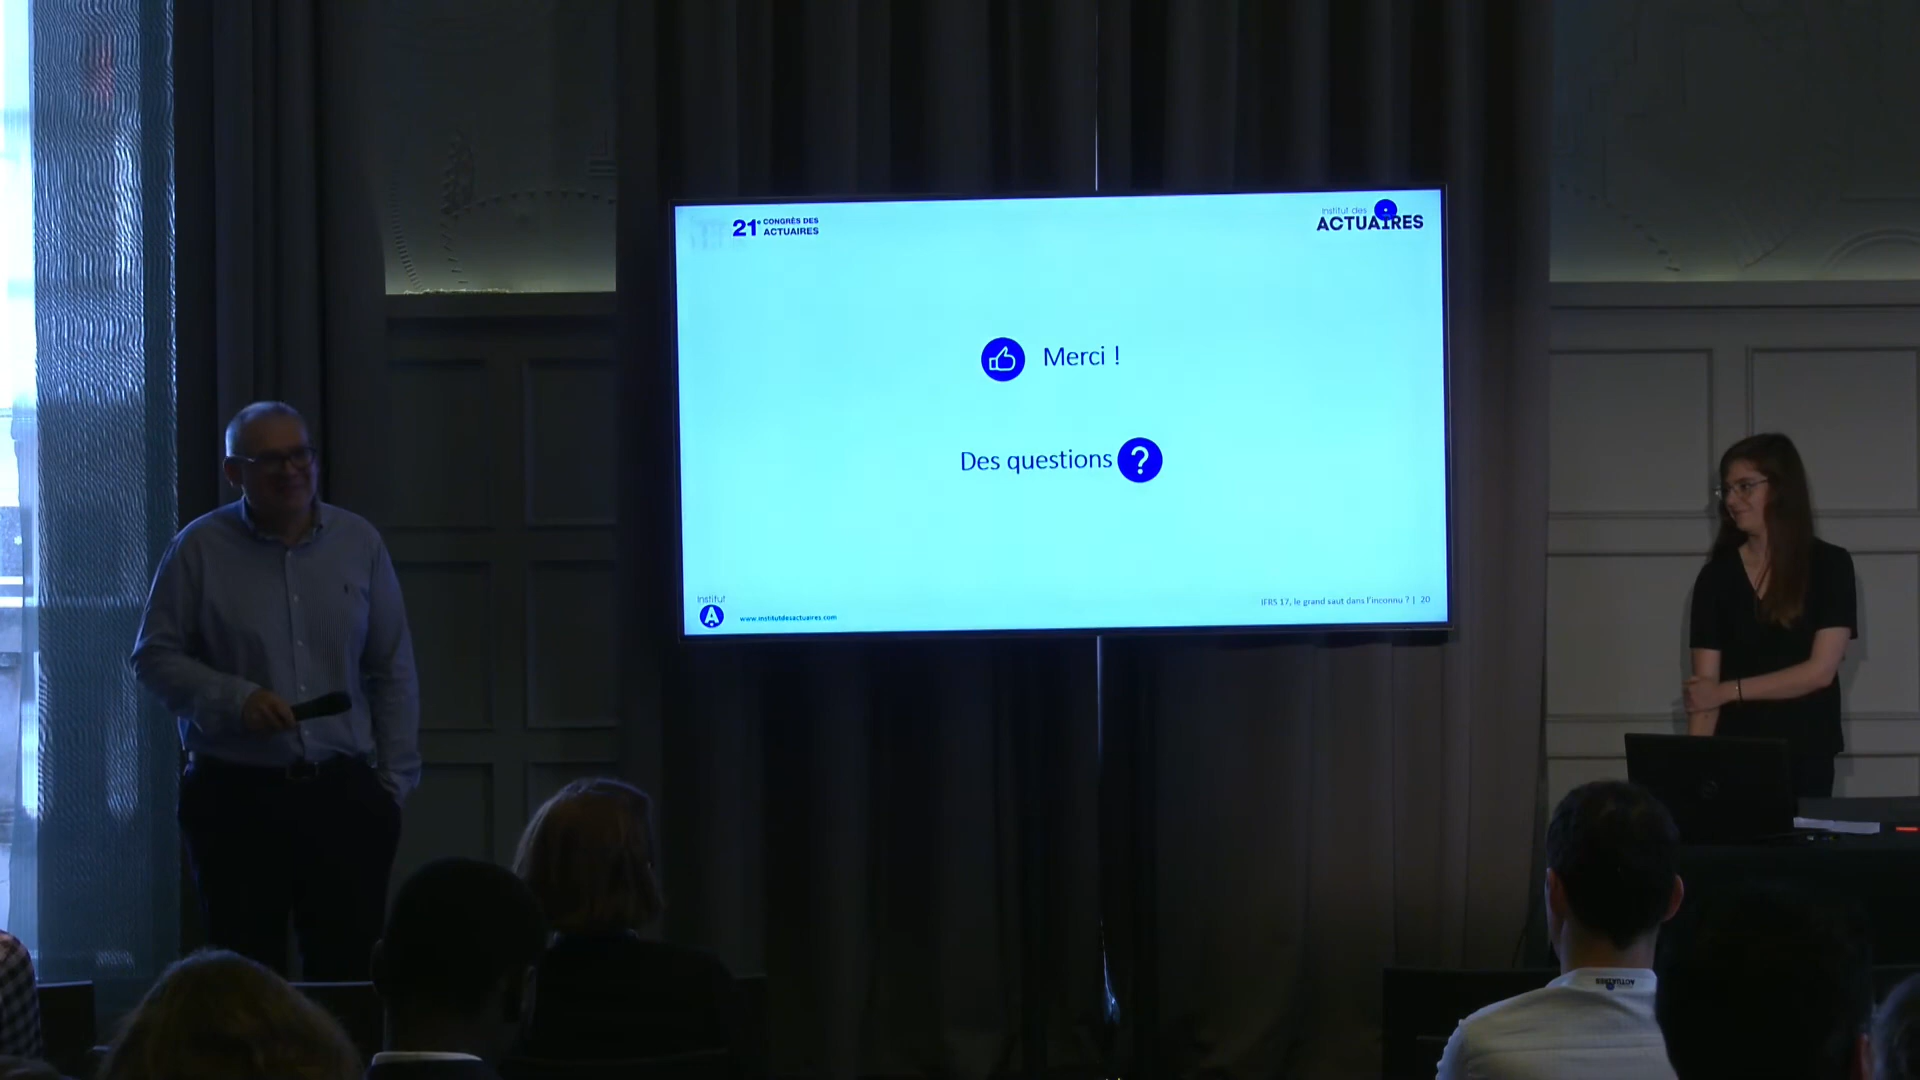 21e CONGRÈS DES
ACTUAIRES
Institut des
ACTUAIRES
Merci !
Des questions ?
Institut
A
www.institutdesactuaires.com
IFRS 17, le grand saut dans l'inconnu ? | 20
ACTUAIRES